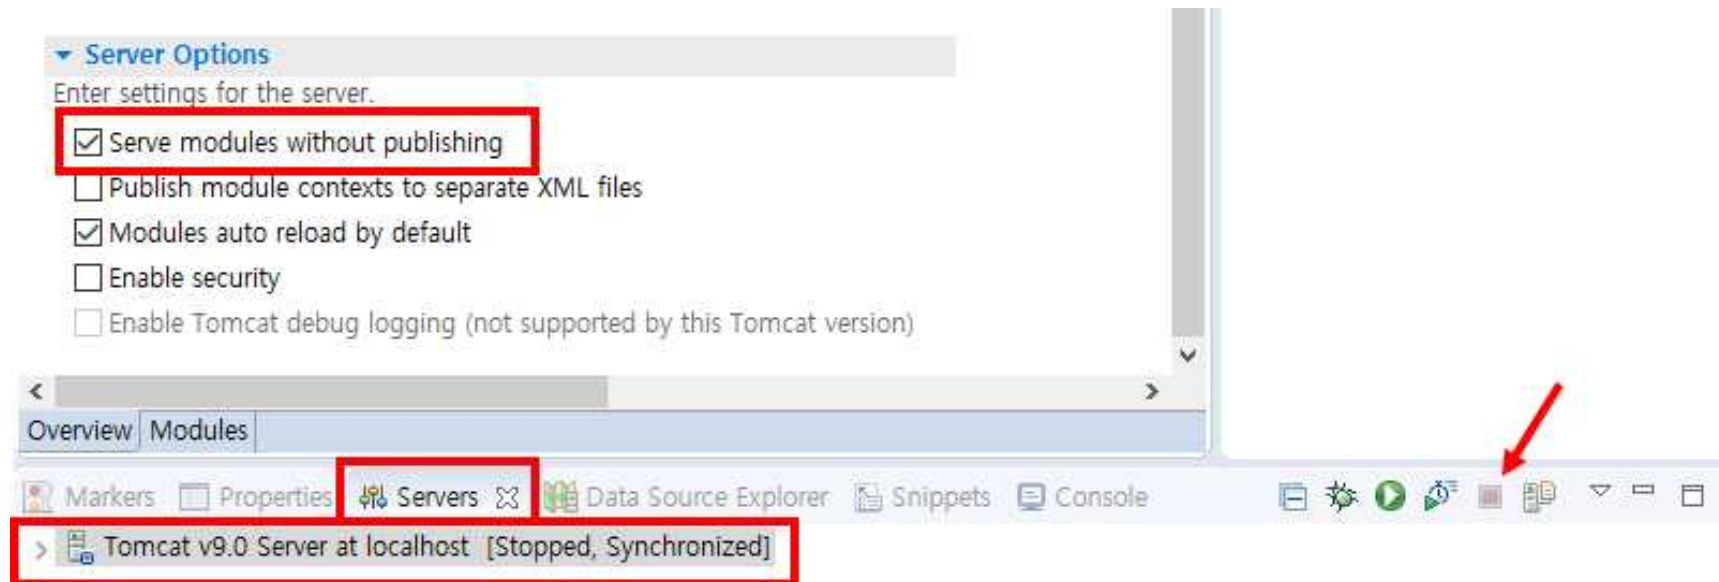 Server Options
Enter settings for the server.
Serve modules without publishing
Publish module contexts to separate XML files
Modules auto reload by default
Enable security
Enable Tomcat debug logging (not supported by this Tomcat version)
Overview Modules
Markers Properties Servers Data Source Explorer Snippets Console
Tomcat v9.0 Server at localhost [Stopped, Synchronized]